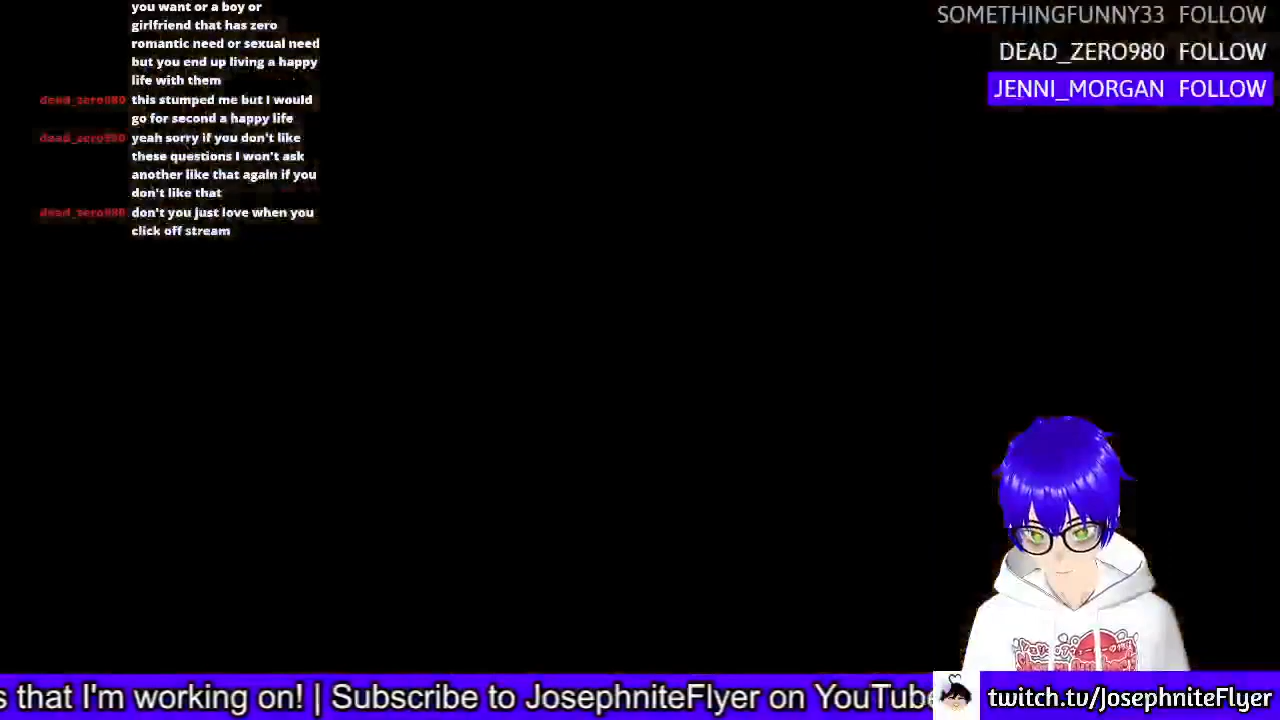 you want or a boy or
girlfriend that has zero
romantic need or sexual need
but you end up living a happy
life with them
dead_zero980 this stumped me but I would
go for second a happy life
dead_zero980 yeah sorry if you don't like
these questions I won't ask
another like that again if you
don't like that
dead_zero980 don't you just love when you
click off stream
SOMETHINGFUNNY33 FOLLOW
DEAD_ZERO980 FOLLOW
JENNI_MORGAN FOLLOW
s that I'm working on! | Subscribe to JosephniteFlyer on YouTube
twitch.tv/JosephniteFlyer